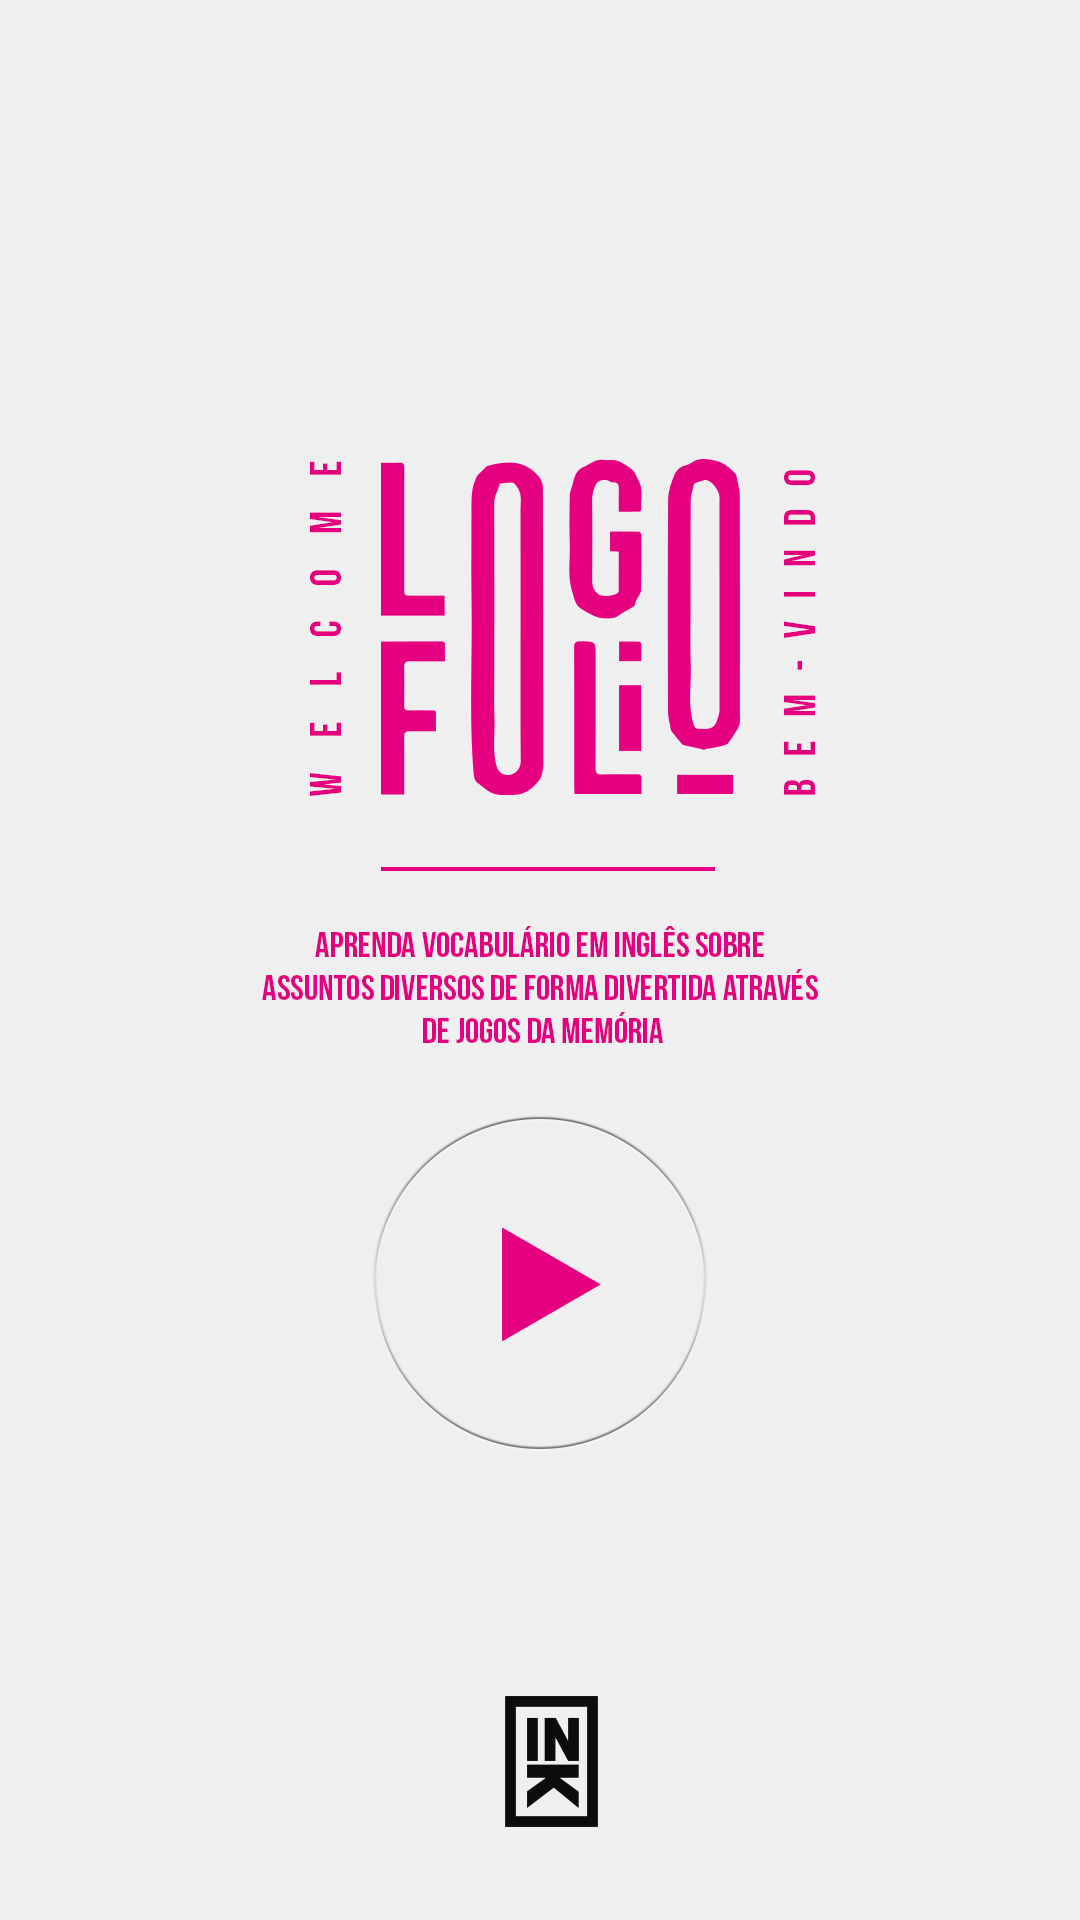 WELCOME
LOGO
FOLiO
BEM-VINDO
APRENDA VOCABULÁRIO EM INGLÊS SOBRE
ASSUNTOS DIVERSOS DE FORMA DIVERTIDA ATRAVÉS
DE JOGOS DA MEMÓRIA
IN
K